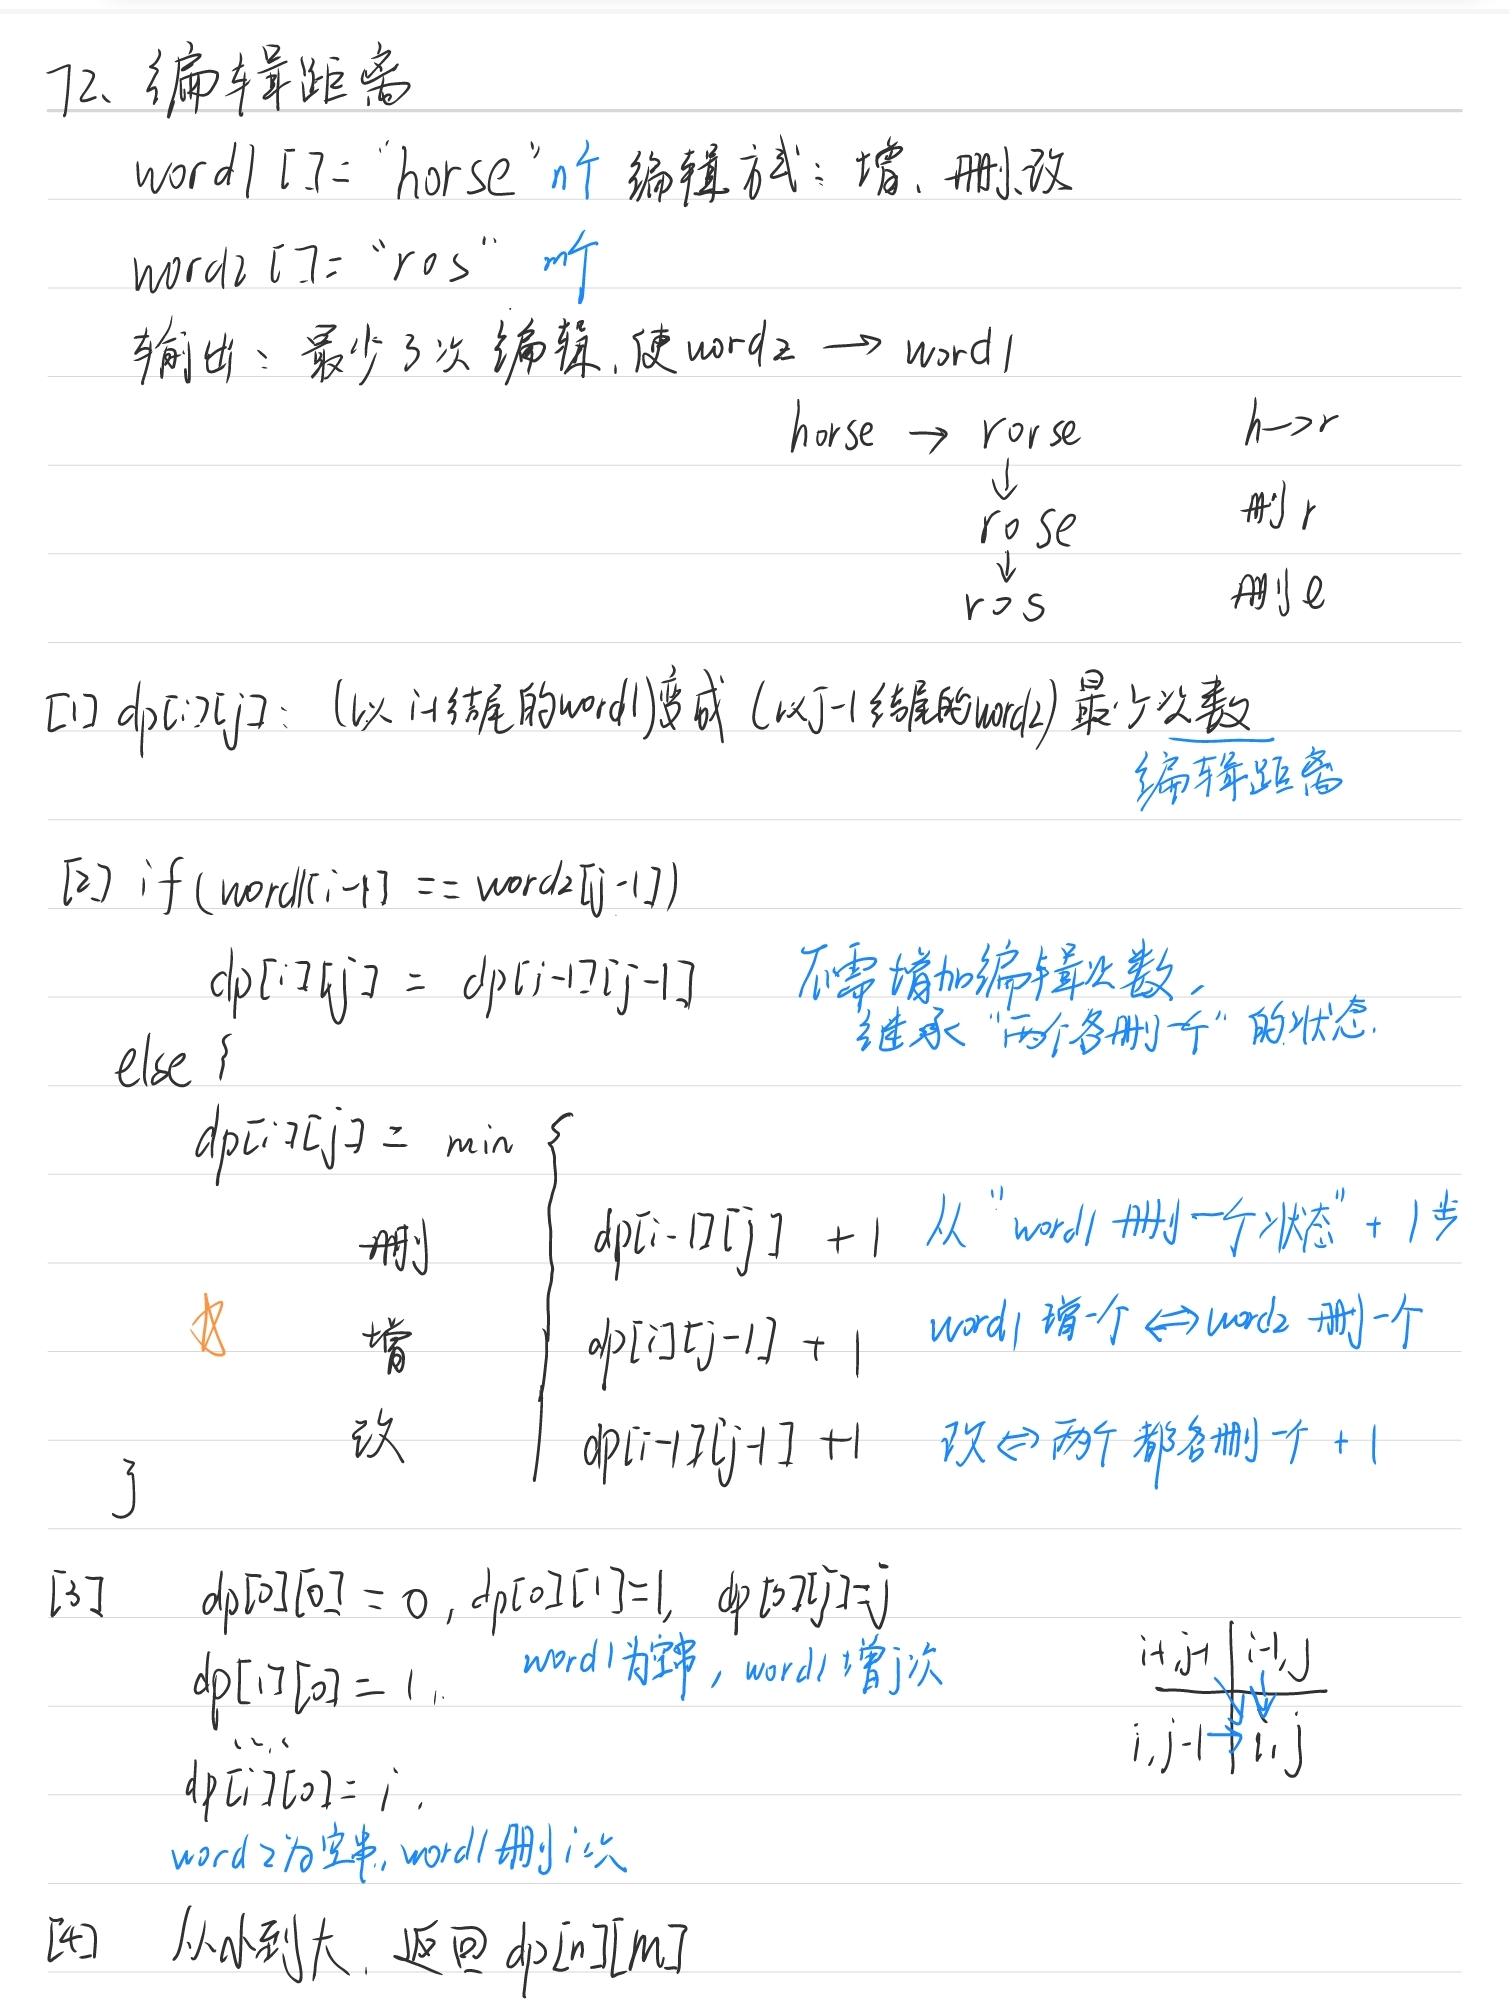 72、编辑距离
word1 []= "horse" n个 编辑方式：增、删、改
word2 []= "ros" m个
输出：最少3次编辑，使word2 → word1
horse → rorse h->r
↓
rose 删r
↓
ros 删e
[1] dp[i][j]：(以i-1结尾的word1)变成(以j-1结尾的word2)最少次数
编辑距离
[2] if(word1[i-1] == word2[j-1])
dp[i][j] = dp[i-1][j-1] 不需增加编辑次数，
继承"两个各删一个"的状态.
else {
dp[i][j] = min {
删 dp[i-1][j] + 1 从"word1删一个状态" + 1步
☆ 增 dp[i][j-1] + 1 word1增一个 <=> word2删一个
改 dp[i-1][j-1] +1 改 <=> 两个都各删一个 + 1
}
[3] dp[0][0] = 0, dp[0][1]=1, dp[0][j]=j
word1为空串，word1增j次
dp[1][0] = 1,. i-1,j-1 | i-1,j
.....
i,j-1 → i,j
dp[i][0] = i.
word2为空串，word1删i次
[4] 从小到大，返回dp[n][m]